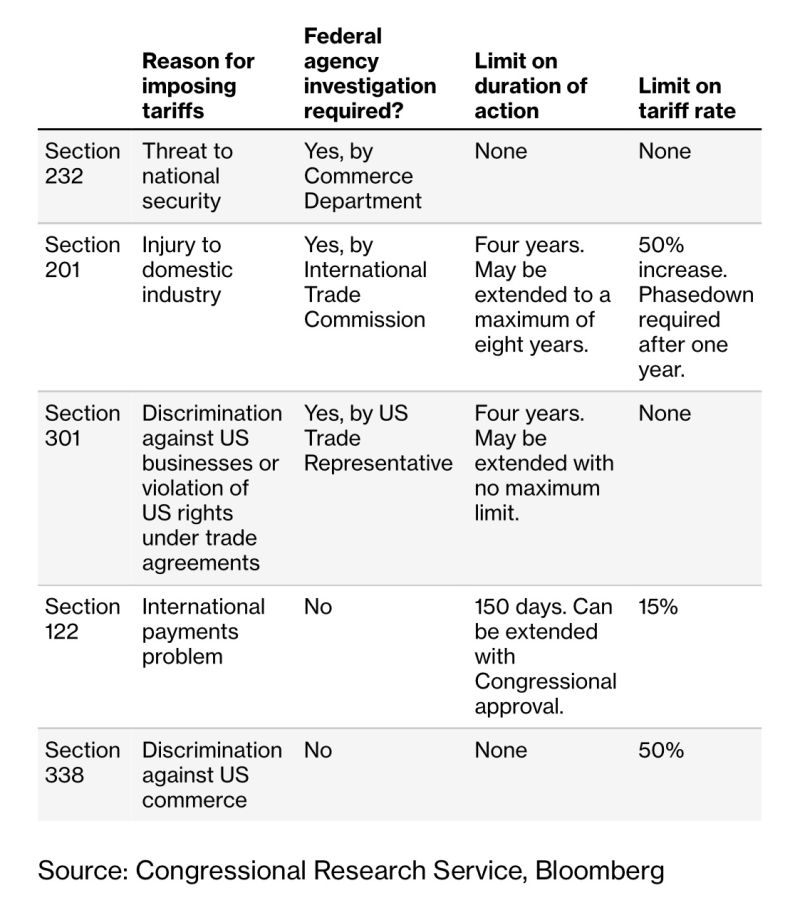 Reason for imposing tariffs
Federal agency investigation required?
Limit on duration of action
Limit on tariff rate
Section 232
Threat to national security
Yes, by Commerce Department
None
None
Section 201
Injury to domestic industry
Yes, by International Trade Commission
Four years. May be extended to a maximum of eight years.
50% increase. Phasedown required after one year.
Section 301
Discrimination against US businesses or violation of US rights under trade agreements
Yes, by US Trade Representative
Four years. May be extended with no maximum limit.
None
Section 122
International payments problem
No
150 days. Can be extended with Congressional approval.
15%
Section 338
Discrimination against US commerce
No
None
50%
Source: Congressional Research Service, Bloomberg